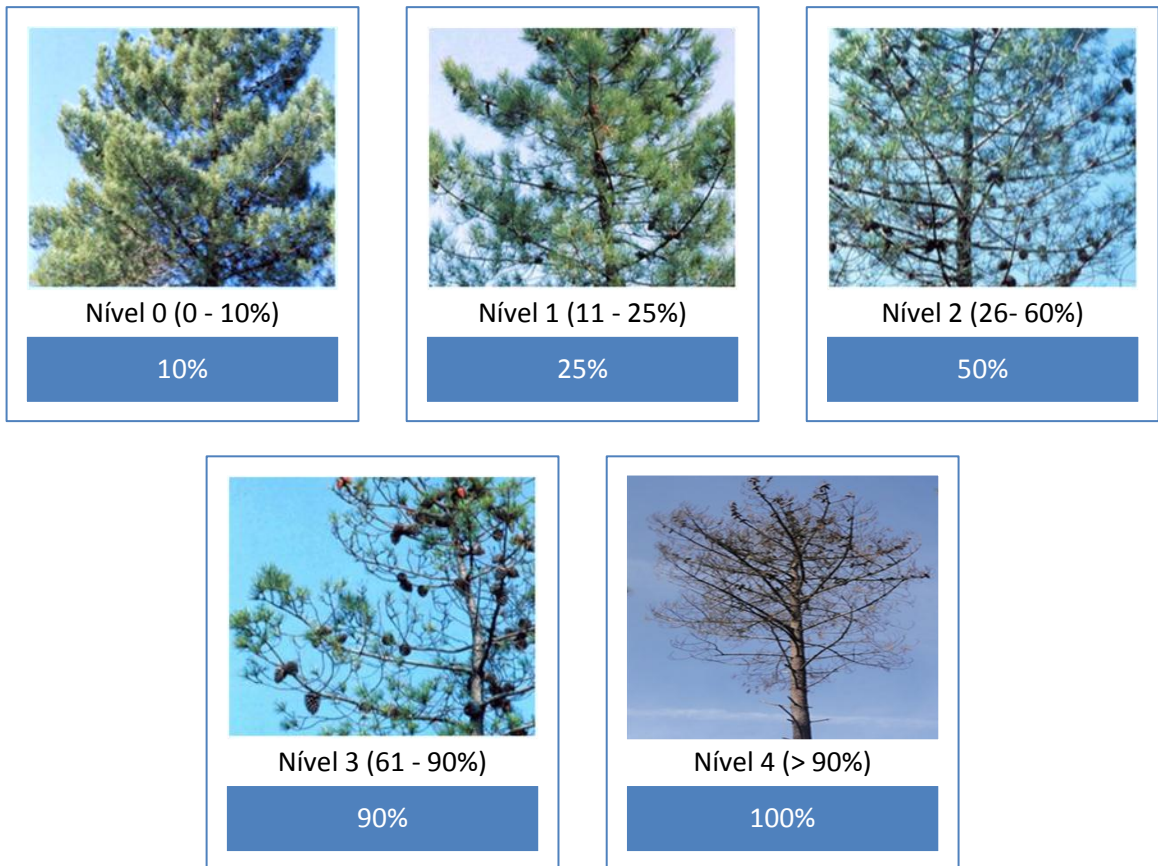 Nível 0 (0 - 10%)
10%
Nível 1 (11 - 25%)
25%
Nível 2 (26- 60%)
50%
Nível 3 (61 - 90%)
90%
Nível 4 (> 90%)
100%